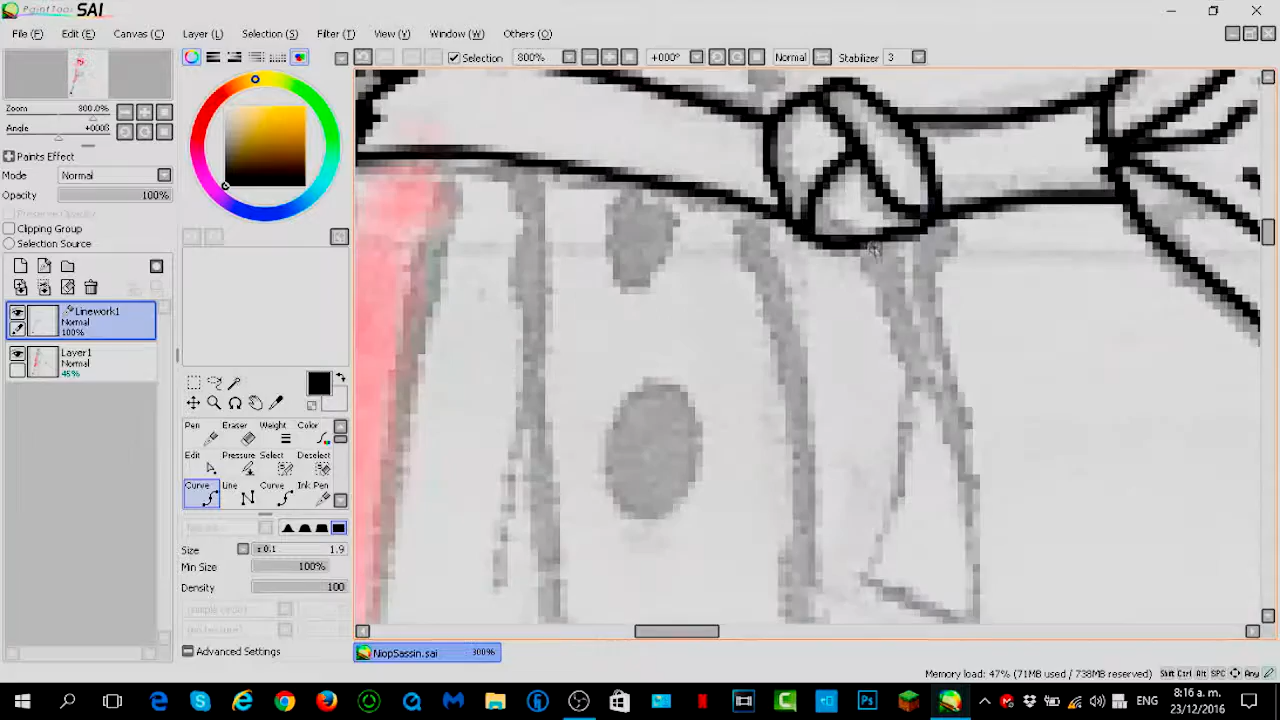 PaintTool SAI
File (F) Edit (E) Canvas (C) Layer (L) Selection (S) Filter (T) View (V) Window (W) Others (O)
Selection 800% +000° Normal Stabilizer 3
Zoom 800.0%
Angle +000°
Paints Effect
Mode Normal
Opacity 100%
Preserve Opacity
Clipping Group
Selection Source
Linework1
Normal
100%
Layer1
Normal
45%
Pen Eraser Weight Color
Edit Pressure Select Deselect
Curve Line Curve Ink Pen
Size x 0.1 1.9
Min Size 100%
Density 100
Advanced Settings
NiopSassin.sai 300%
Memory load: 47% (71MB used / 738MB reserved) Shift Ctrl Alt SPC Any
ENG 8:16 a. m.
23/12/2016